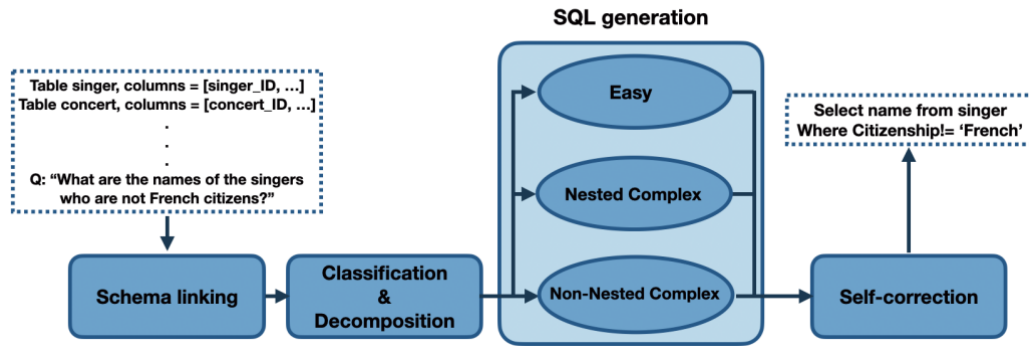 SQL generation
Table singer, columns = [singer_ID, ...]
Table concert, columns = [concert_ID, ...]
.
.
.
Q: “What are the names of the singers
who are not French citizens?”
Schema linking
Classification
&
Decomposition
Easy
Nested Complex
Non-Nested Complex
Self-correction
Select name from singer
Where Citizenship!= ‘French’